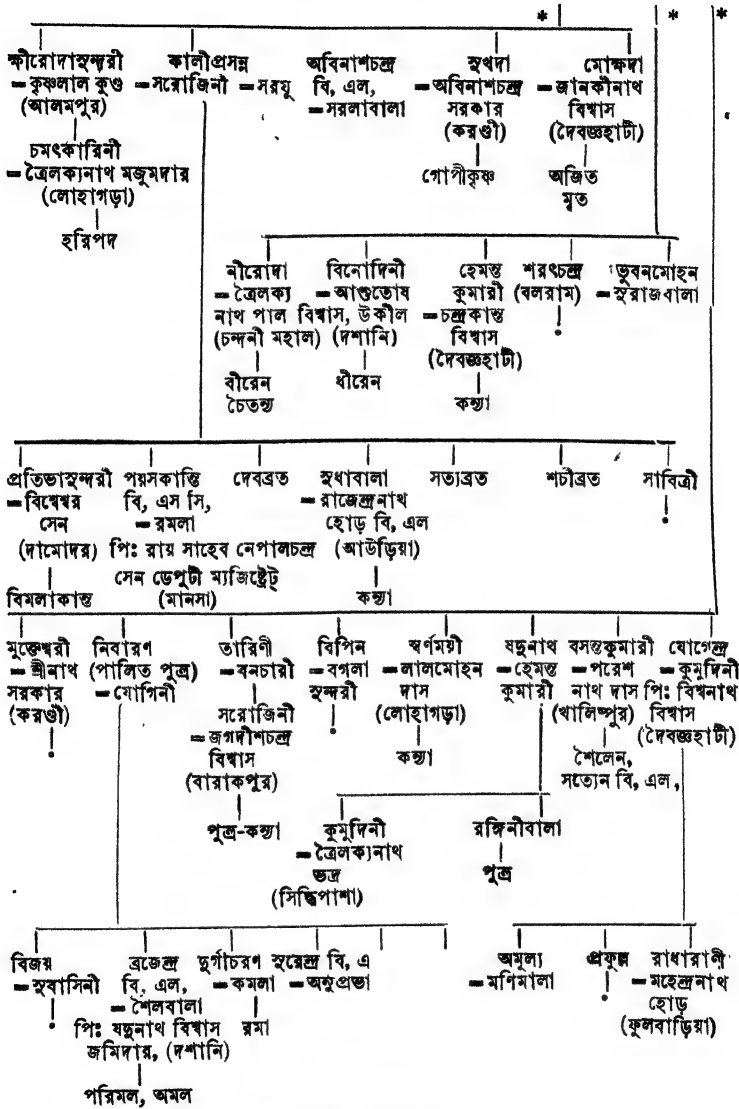 * * *
ক্ষীরোদাসুন্দরী কালীপ্রসন্ন অবিনাশচন্দ্র সুখদা মোক্ষদা
=কৃষ্ণলাল কুণ্ড =সরোজিনী =সরযূ বি, এল, =অবিনাশচন্দ্র =জানকীনাথ
(আলমপুর) =সরলাবালা সরকার বিশ্বাস
(করণ্ডী) (দৈবজ্ঞহাটী)
চমৎকারিনী
=ত্রৈলক্যনাথ মজুমদার গোপীকৃষ্ণ অজিত
(লোহাগড়া) মৃত
হরিপদ
নীরোদা বিনোদিনী হেমন্ত শরৎচন্দ্র ভুবনমোহন
=ত্রৈলক্য =আশুতোষ কুমারী (বলরাম) =সুরাজবালা
নাথ পাল বিশ্বাস, উকীল =চন্দ্রকান্ত
(চন্দনী মহাল) (দশানি) বিশ্বাস
(দৈবজ্ঞহাটী)
বীরেন ধীরেন কন্যা
চৈতন্য
প্রতিভাসুন্দরী পয়সকান্তি দেবব্রত সুধাবালা সত্যব্রত শচীব্রত সাবিত্রী
=বিশ্বেশ্বর বি, এস সি, =রাজেন্দ্রনাথ
সেন =রমলা হোড় বি, এল
(দামোদর) পিঃ রায় সাহেব নেপালচন্দ্র (আউড়িয়া)
সেন ডেপুটী ম্যাজিষ্ট্রেট্
বিমলাকান্ত (মানসা) কন্যা
মুক্তেশ্বরী নিবারণ তারিণী বিপিন স্বর্ণময়ী যদুনাথ বসন্তকুমারী যোগেন্দ্র
=শ্রীনাথ (পালিত পুত্র) =বনচারী =বগলা =লালমোহন =হেমন্ত =পরেশ =কুমুদিনী
সরকার =যোগিনী সুন্দরী দাস কুমারী নাথ দাস পিঃ বিশ্বনাথ
(করণ্ডী) সরোজিনী (লোহাগড়া) (খালিষপুর) বিশ্বাস
=জগদীশচন্দ্র (দৈবজ্ঞহাটী)
বিশ্বাস কন্যা শৈলেন,
(বারাকপুর) সত্যেন বি, এল,
পুত্র-কন্যা কুমুদিনী রঙ্গিনীবালা
=ত্রৈলক্যনাথ
ভদ্র পুত্র
(সিদ্ধিপাশা)
বিজয় ব্রজেন্দ্র দুর্গাচরণ সুরেন্দ্র বি, এ অমূল্য প্রফুল্ল রাধারাণী
=সুবাসিনী বি, এল, =কমলা =অনুপ্রভা =মণিমালা =মহেন্দ্রনাথ
=শৈলবালা হোড়
পিঃ যদুনাথ বিশ্বাস রমা (ফুলবাড়িয়া)
জমিদার, (দশানি)
পরিমল, অমল